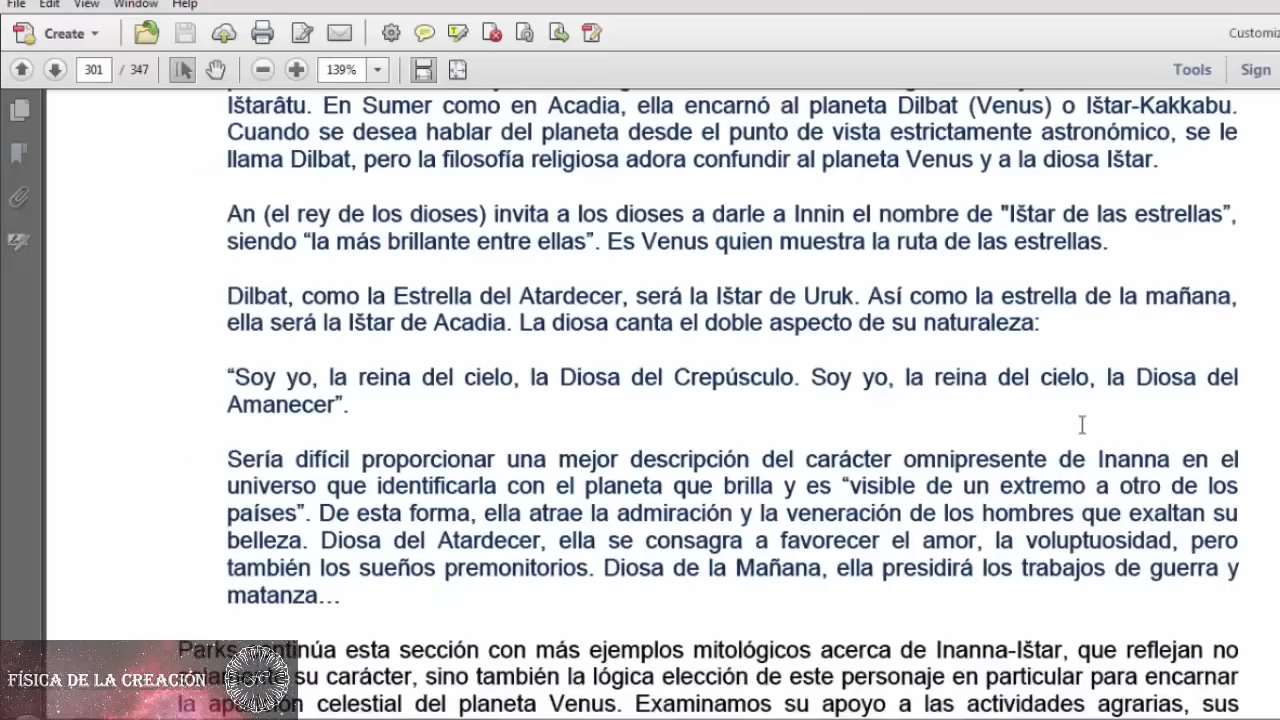 File Edit View Window Help
Create Customiz
301 / 347 139% Tools Sign
Ištarâtu. En Sumer como en Acadia, ella encarnó al planeta Dilbat (Venus) o Ištar-Kakkabu.
Cuando se desea hablar del planeta desde el punto de vista estrictamente astronómico, se le
llama Dilbat, pero la filosofía religiosa adora confundir al planeta Venus y a la diosa Ištar.
An (el rey de los dioses) invita a los dioses a darle a Innin el nombre de "Ištar de las estrellas”,
siendo “la más brillante entre ellas”. Es Venus quien muestra la ruta de las estrellas.
Dilbat, como la Estrella del Atardecer, será la Ištar de Uruk. Así como la estrella de la mañana,
ella será la Ištar de Acadia. La diosa canta el doble aspecto de su naturaleza:
“Soy yo, la reina del cielo, la Diosa del Crepúsculo. Soy yo, la reina del cielo, la Diosa del
Amanecer”.
Sería difícil proporcionar una mejor descripción del carácter omnipresente de Inanna en el
universo que identificarla con el planeta que brilla y es “visible de un extremo a otro de los
países”. De esta forma, ella atrae la admiración y la veneración de los hombres que exaltan su
belleza. Diosa del Atardecer, ella se consagra a favorecer el amor, la voluptuosidad, pero
también los sueños premonitorios. Diosa de la Mañana, ella presidirá los trabajos de guerra y
matanza…
Parks continúa esta sección con más ejemplos mitológicos acerca de Inanna-Ištar, que reflejan no
su carácter, sino también la lógica elección de este personaje en particular para encarnar
la celestial del planeta Venus. Examinamos su apoyo a las actividades agrarias, sus
FÍSICA DE LA CREACIÓN